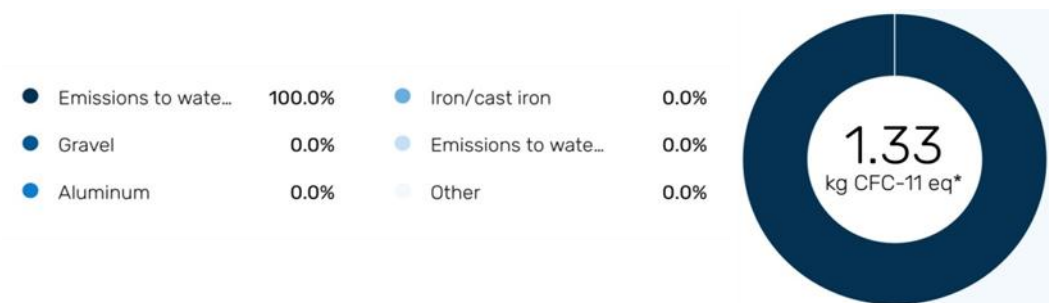 Emissions to wate... 100.0%
Gravel 0.0%
Aluminum 0.0%
Iron/cast iron 0.0%
Emissions to wate... 0.0%
Other 0.0%
1.33
kg CFC-11 eq*